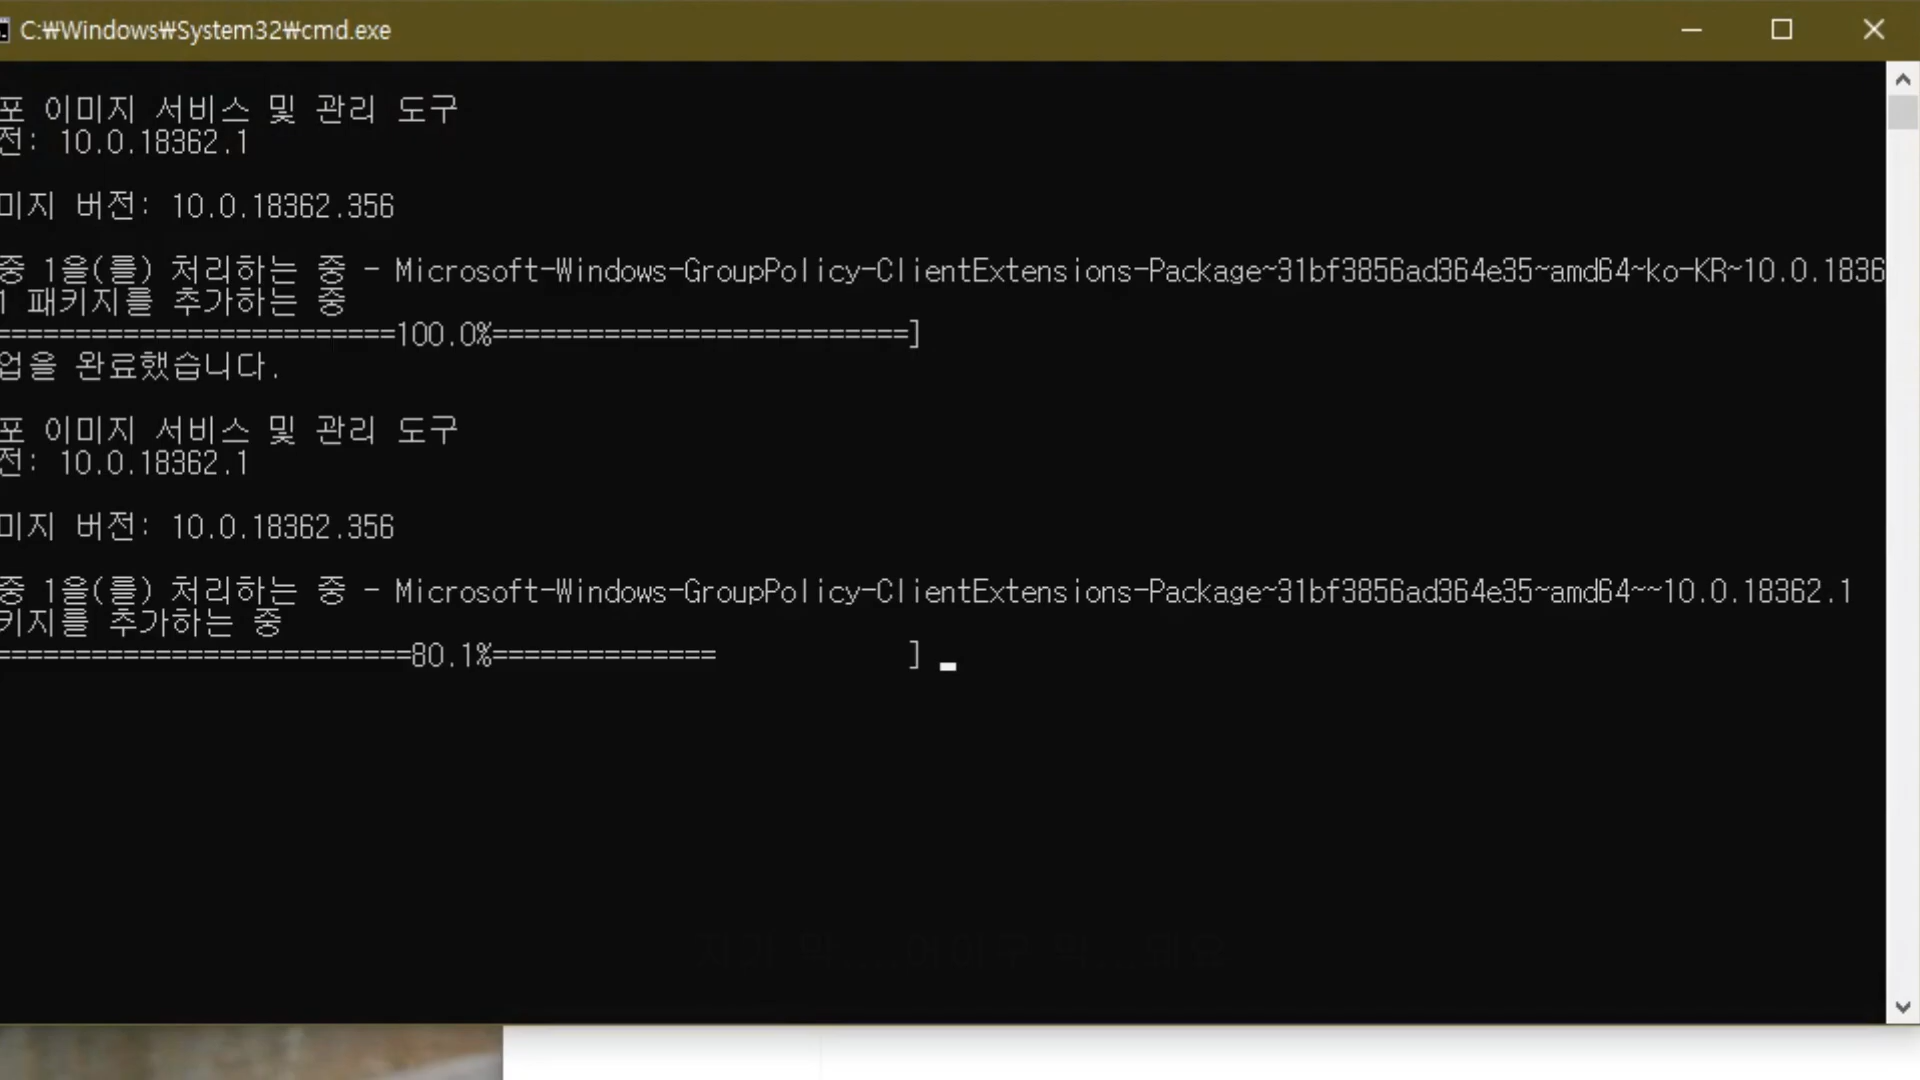 C:₩Windows₩System32₩cmd.exe
포 이미지 서비스 및 관리 도구
전: 10.0.18362.1
미지 버전: 10.0.18362.356
중 1을(를) 처리하는 중 - Microsoft-Windows-GroupPolicy-ClientExtensions-Package~31bf3856ad364e35~amd64~ko-KR~10.0.1836
1 패키지를 추가하는 중
=========================100.0%==========================]
업을 완료했습니다.
포 이미지 서비스 및 관리 도구
전: 10.0.18362.1
미지 버전: 10.0.18362.356
중 1을(를) 처리하는 중 - Microsoft-Windows-GroupPolicy-ClientExtensions-Package~31bf3856ad364e35~amd64~~10.0.18362.1
키지를 추가하는 중
==========================80.1%==============            ]